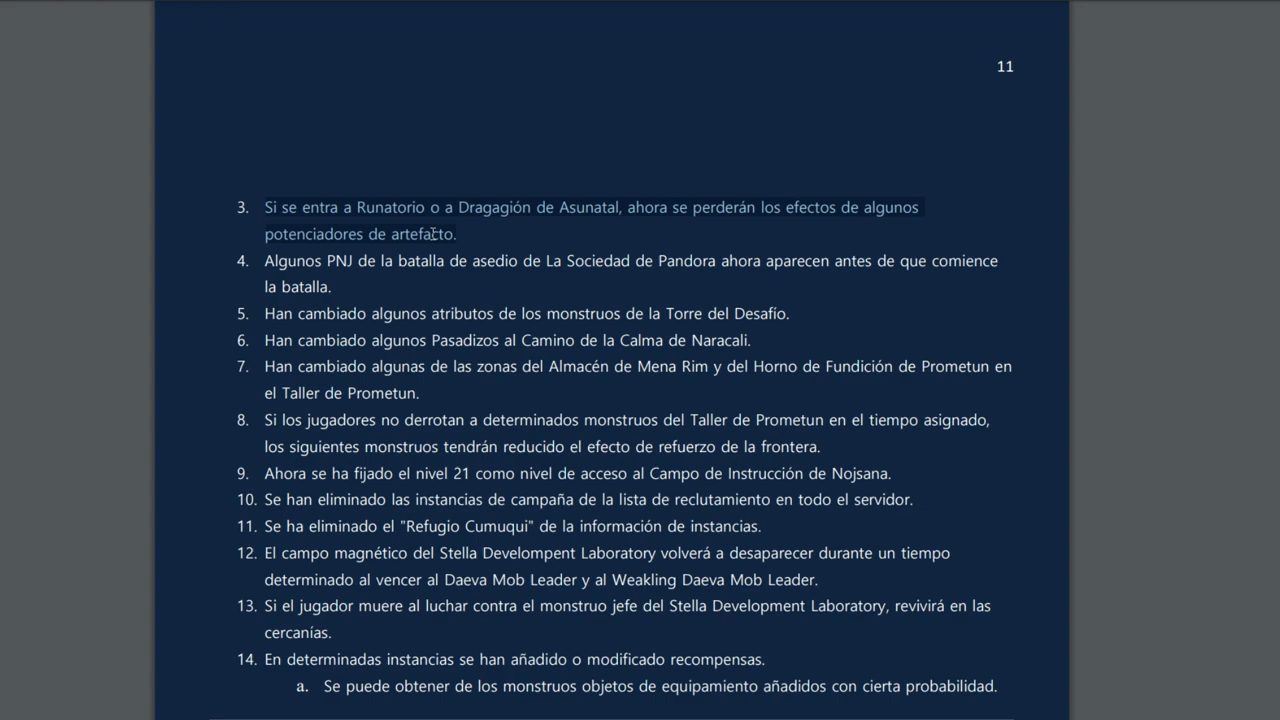 11
3. Si se entra a Runatorio o a Dragagión de Asunatal, ahora se perderán los efectos de algunos
potenciadores de artefacto.
4. Algunos PNJ de la batalla de asedio de La Sociedad de Pandora ahora aparecen antes de que comience
la batalla.
5. Han cambiado algunos atributos de los monstruos de la Torre del Desafío.
6. Han cambiado algunos Pasadizos al Camino de la Calma de Naracali.
7. Han cambiado algunas de las zonas del Almacén de Mena Rim y del Horno de Fundición de Prometun en
el Taller de Prometun.
8. Si los jugadores no derrotan a determinados monstruos del Taller de Prometun en el tiempo asignado,
los siguientes monstruos tendrán reducido el efecto de refuerzo de la frontera.
9. Ahora se ha fijado el nivel 21 como nivel de acceso al Campo de Instrucción de Nojsana.
10. Se han eliminado las instancias de campaña de la lista de reclutamiento en todo el servidor.
11. Se ha eliminado el "Refugio Cumuqui" de la información de instancias.
12. El campo magnético del Stella Develompent Laboratory volverá a desaparecer durante un tiempo
determinado al vencer al Daeva Mob Leader y al Weakling Daeva Mob Leader.
13. Si el jugador muere al luchar contra el monstruo jefe del Stella Development Laboratory, revivirá en las
cercanías.
14. En determinadas instancias se han añadido o modificado recompensas.
a. Se puede obtener de los monstruos objetos de equipamiento añadidos con cierta probabilidad.